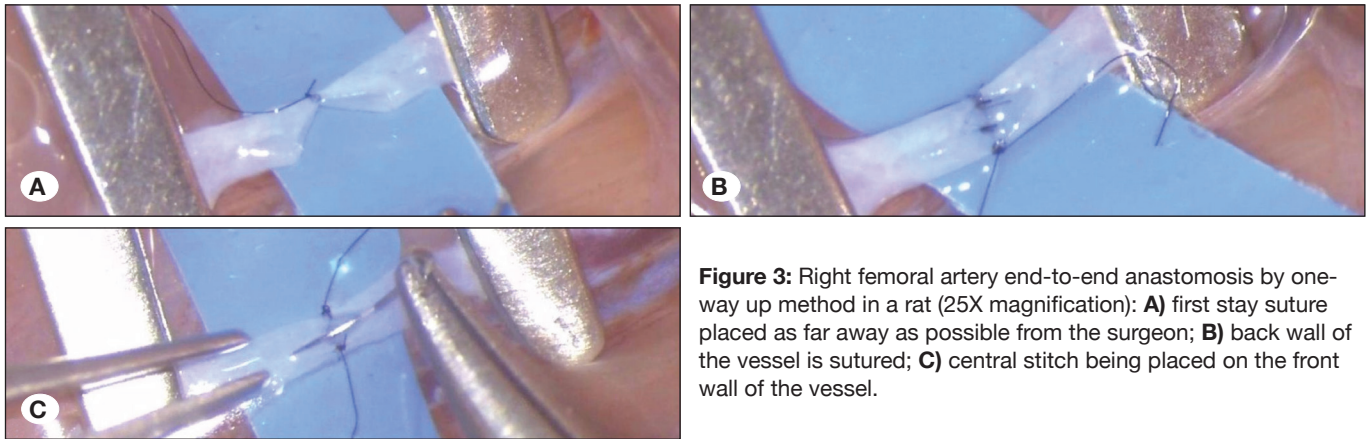 A
B
C
Figure 3: Right femoral artery end-to-end anastomosis by one-
way up method in a rat (25X magnification): A) first stay suture
placed as far away as possible from the surgeon; B) back wall of
the vessel is sutured; C) central stitch being placed on the front
wall of the vessel.